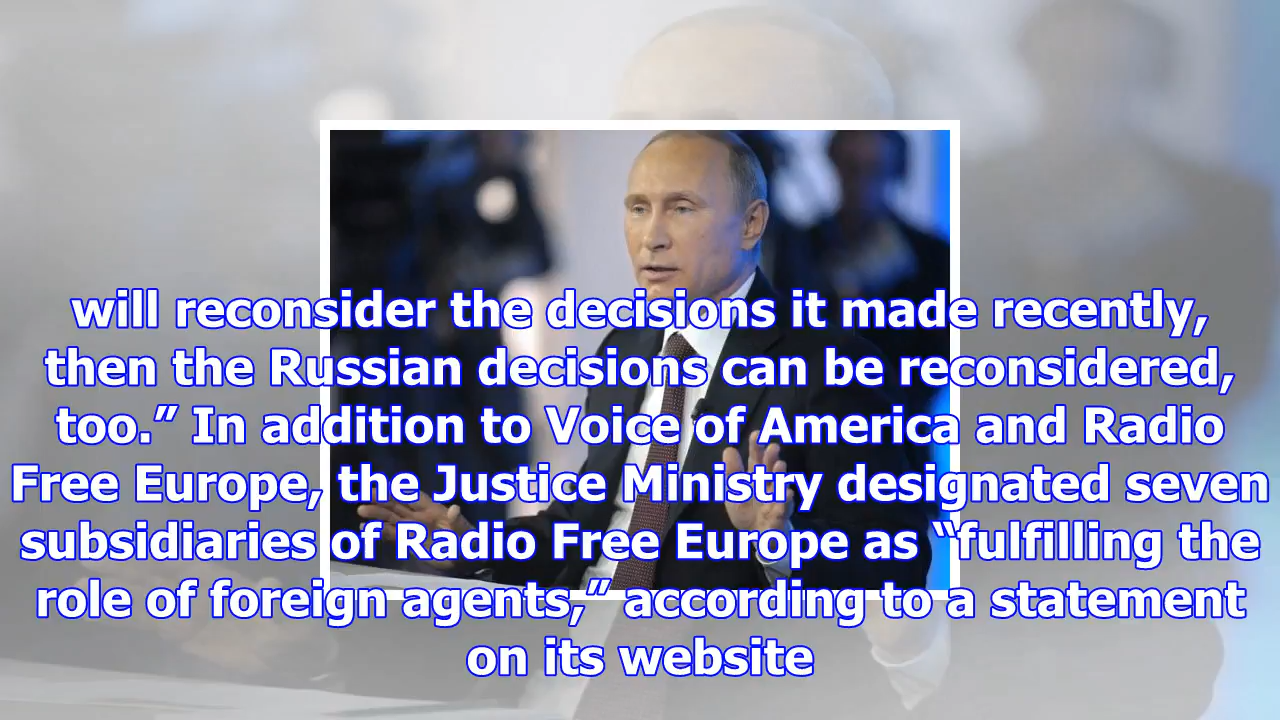 will reconsider the decisions it made recently,
then the Russian decisions can be reconsidered,
too.” In addition to Voice of America and Radio
Free Europe, the Justice Ministry designated seven
subsidiaries of Radio Free Europe as “fulfilling the
role of foreign agents,” according to a statement
on its website